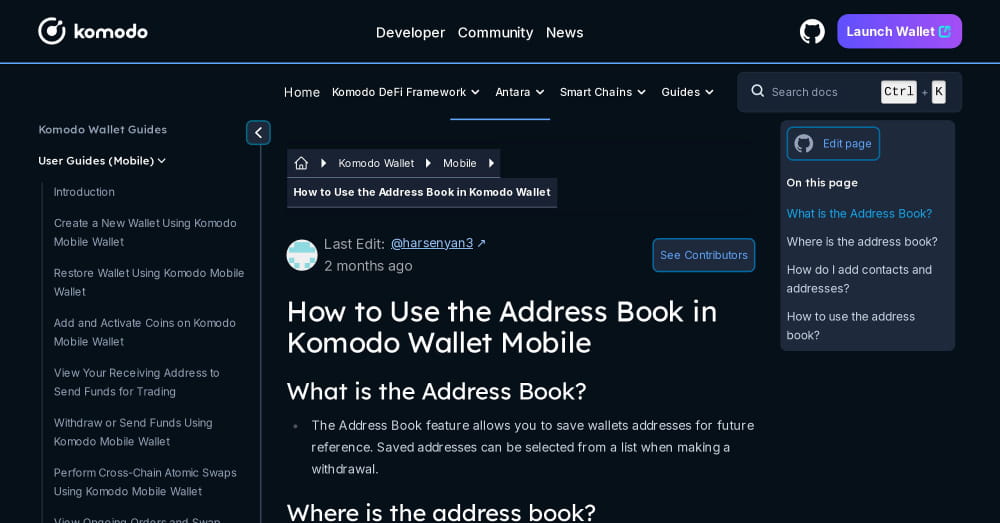 komodo
Developer Community News
Launch Wallet
Home Komodo DeFi Framework Antara Smart Chains Guides
Search docs Ctrl + K
Komodo Wallet Guides
User Guides (Mobile)
Introduction
Create a New Wallet Using Komodo
Mobile Wallet
Restore Wallet Using Komodo Mobile
Wallet
Add and Activate Coins on Komodo
Mobile Wallet
View Your Receiving Address to
Send Funds for Trading
Withdraw or Send Funds Using
Komodo Mobile Wallet
Perform Cross-Chain Atomic Swaps
Using Komodo Mobile Wallet
View Ongoing Orders and Swap
Komodo Wallet Mobile
How to Use the Address Book in Komodo Wallet
Last Edit: @harsenyan3 ↗
2 months ago
See Contributors
How to Use the Address Book in
Komodo Wallet Mobile
What is the Address Book?
The Address Book feature allows you to save wallets addresses for future
reference. Saved addresses can be selected from a list when making a
withdrawal.
Where is the address book?
Edit page
On this page
What is the Address Book?
Where is the address book?
How do I add contacts and
addresses?
How to use the address
book?